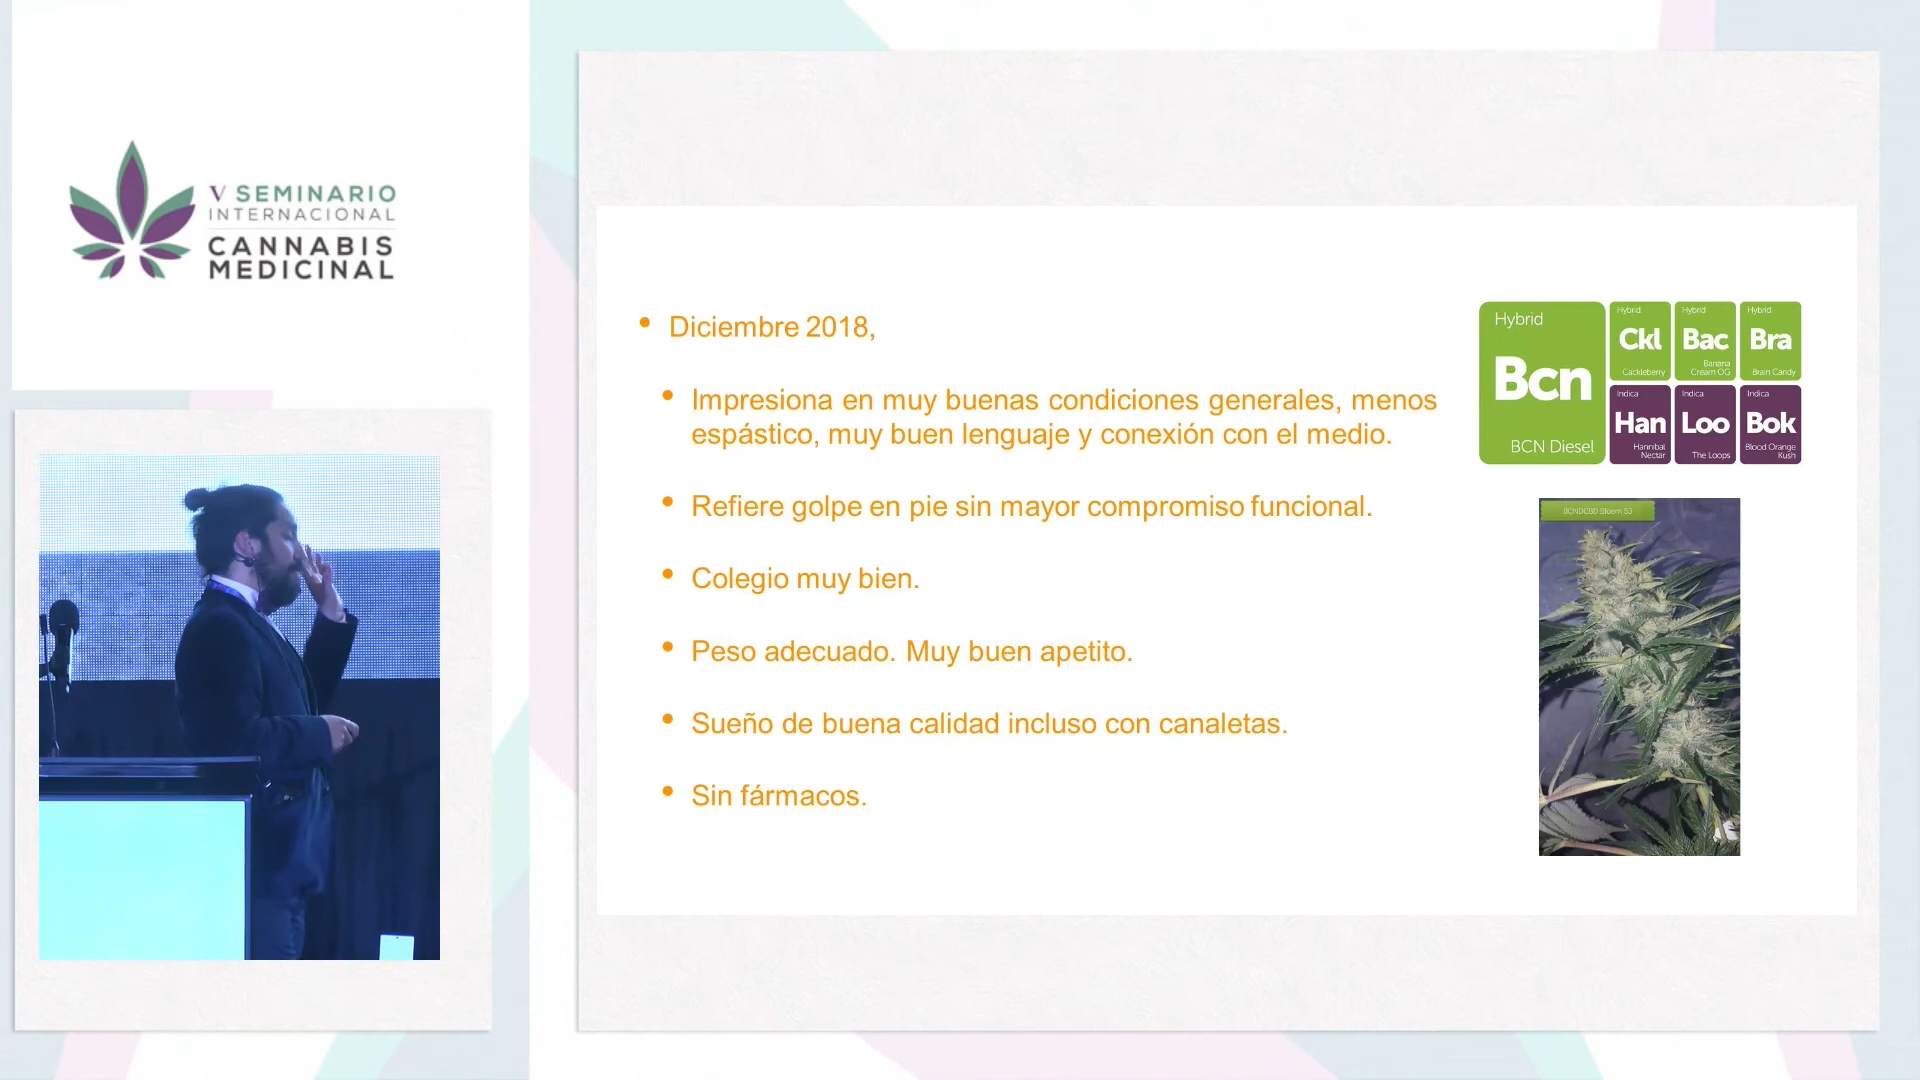 V SEMINARIO
INTERNACIONAL
CANNABIS
MEDICINAL
• Diciembre 2018,
• Impresiona en muy buenas condiciones generales, menos
espástico, muy buen lenguaje y conexión con el medio.
• Refiere golpe en pie sin mayor compromiso funcional.
• Colegio muy bien.
• Peso adecuado. Muy buen apetito.
• Sueño de buena calidad incluso con canaletas.
• Sin fármacos.
Hybrid
Bcn
BCN Diesel
Hybrid
Ckl
Cackleberry
Hybrid
Bac
Banana
Cream OG
Hybrid
Bra
Brain Candy
Indica
Han
Hannibal
Nectar
Indica
Loo
The Loops
Indica
Bok
Blood Orange
Kush
BCNDCBD Bloom 53